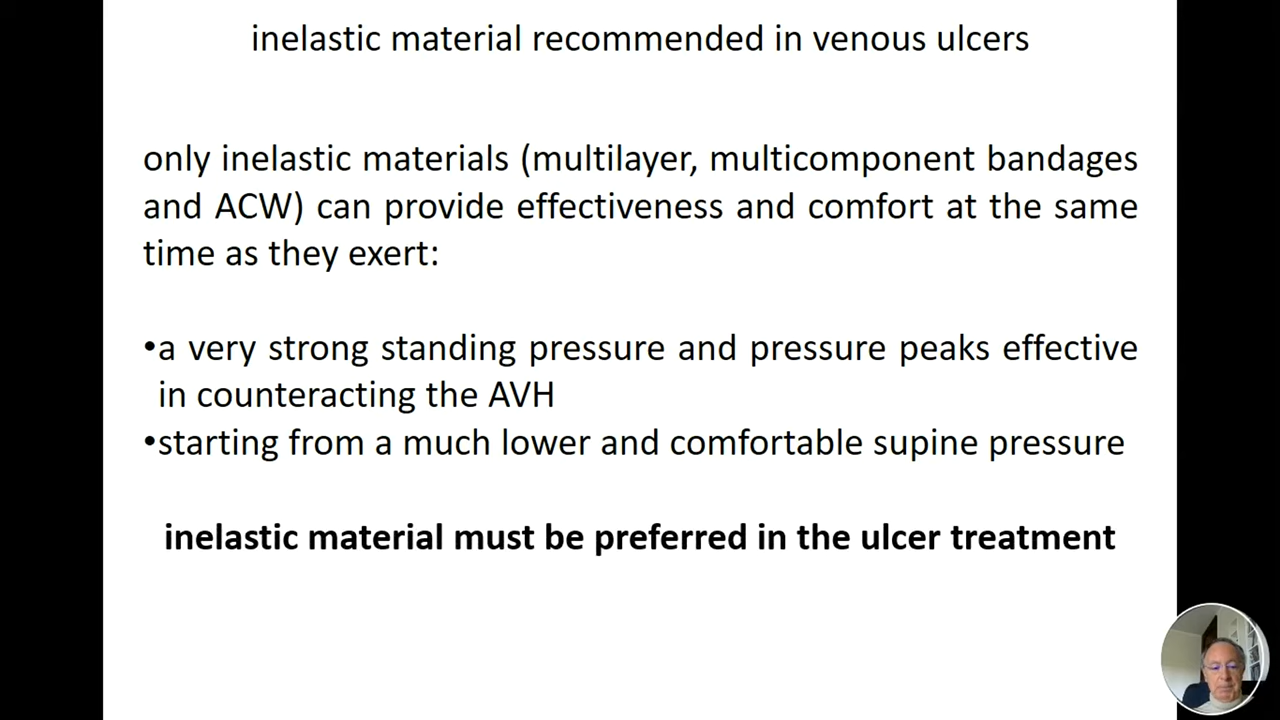 inelastic material recommended in venous ulcers
only inelastic materials (multilayer, multicomponent bandages
and ACW) can provide effectiveness and comfort at the same
time as they exert:
•a very strong standing pressure and pressure peaks effective
in counteracting the AVH
•starting from a much lower and comfortable supine pressure
inelastic material must be preferred in the ulcer treatment